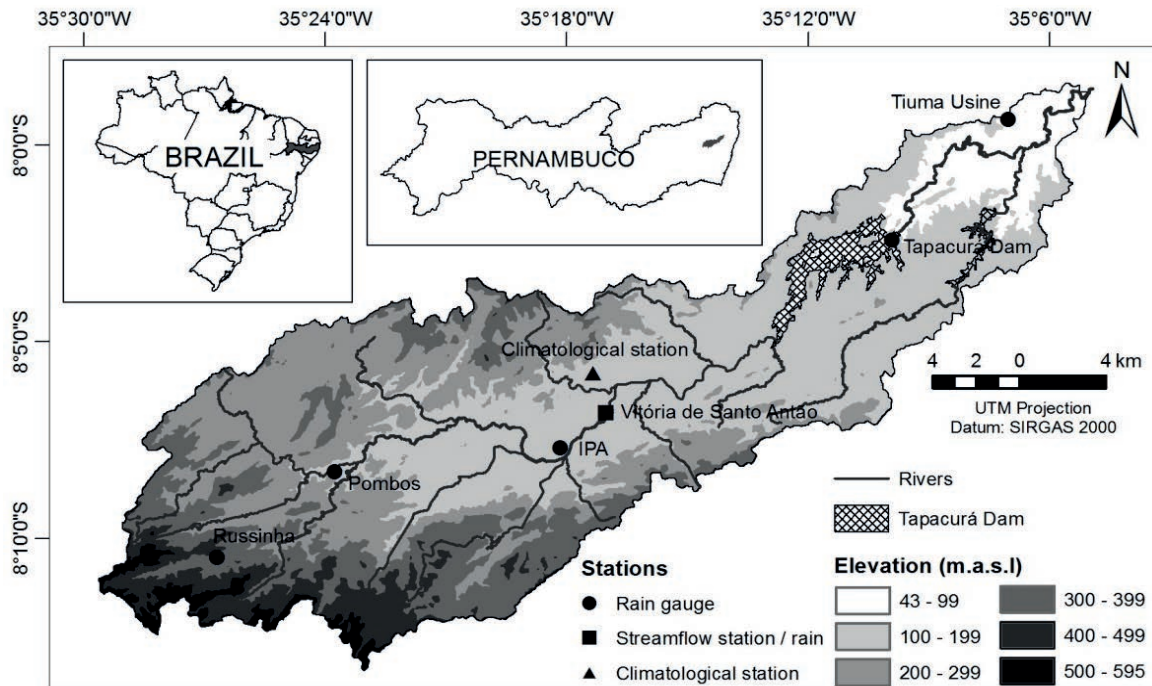 35°30'0"W 35°24'0"W 35°18'0"W 35°12'0"W 35°6'0"W
8°0'0"S
8°5'0"S
8°10'0"S
BRAZIL
PERNAMBUCO
N
Tiuma Usine
Tapacurá Dam
Climatological station
Vitória de Santo Antão
IPA
Pombos
Russinha
4 2 0 4 km
UTM Projection
Datum: SIRGAS 2000
Rivers
Tapacurá Dam
Stations
Rain gauge
Streamflow station / rain
Climatological station
Elevation (m.a.s.l)
43 - 99
100 - 199
200 - 299
300 - 399
400 - 499
500 - 595